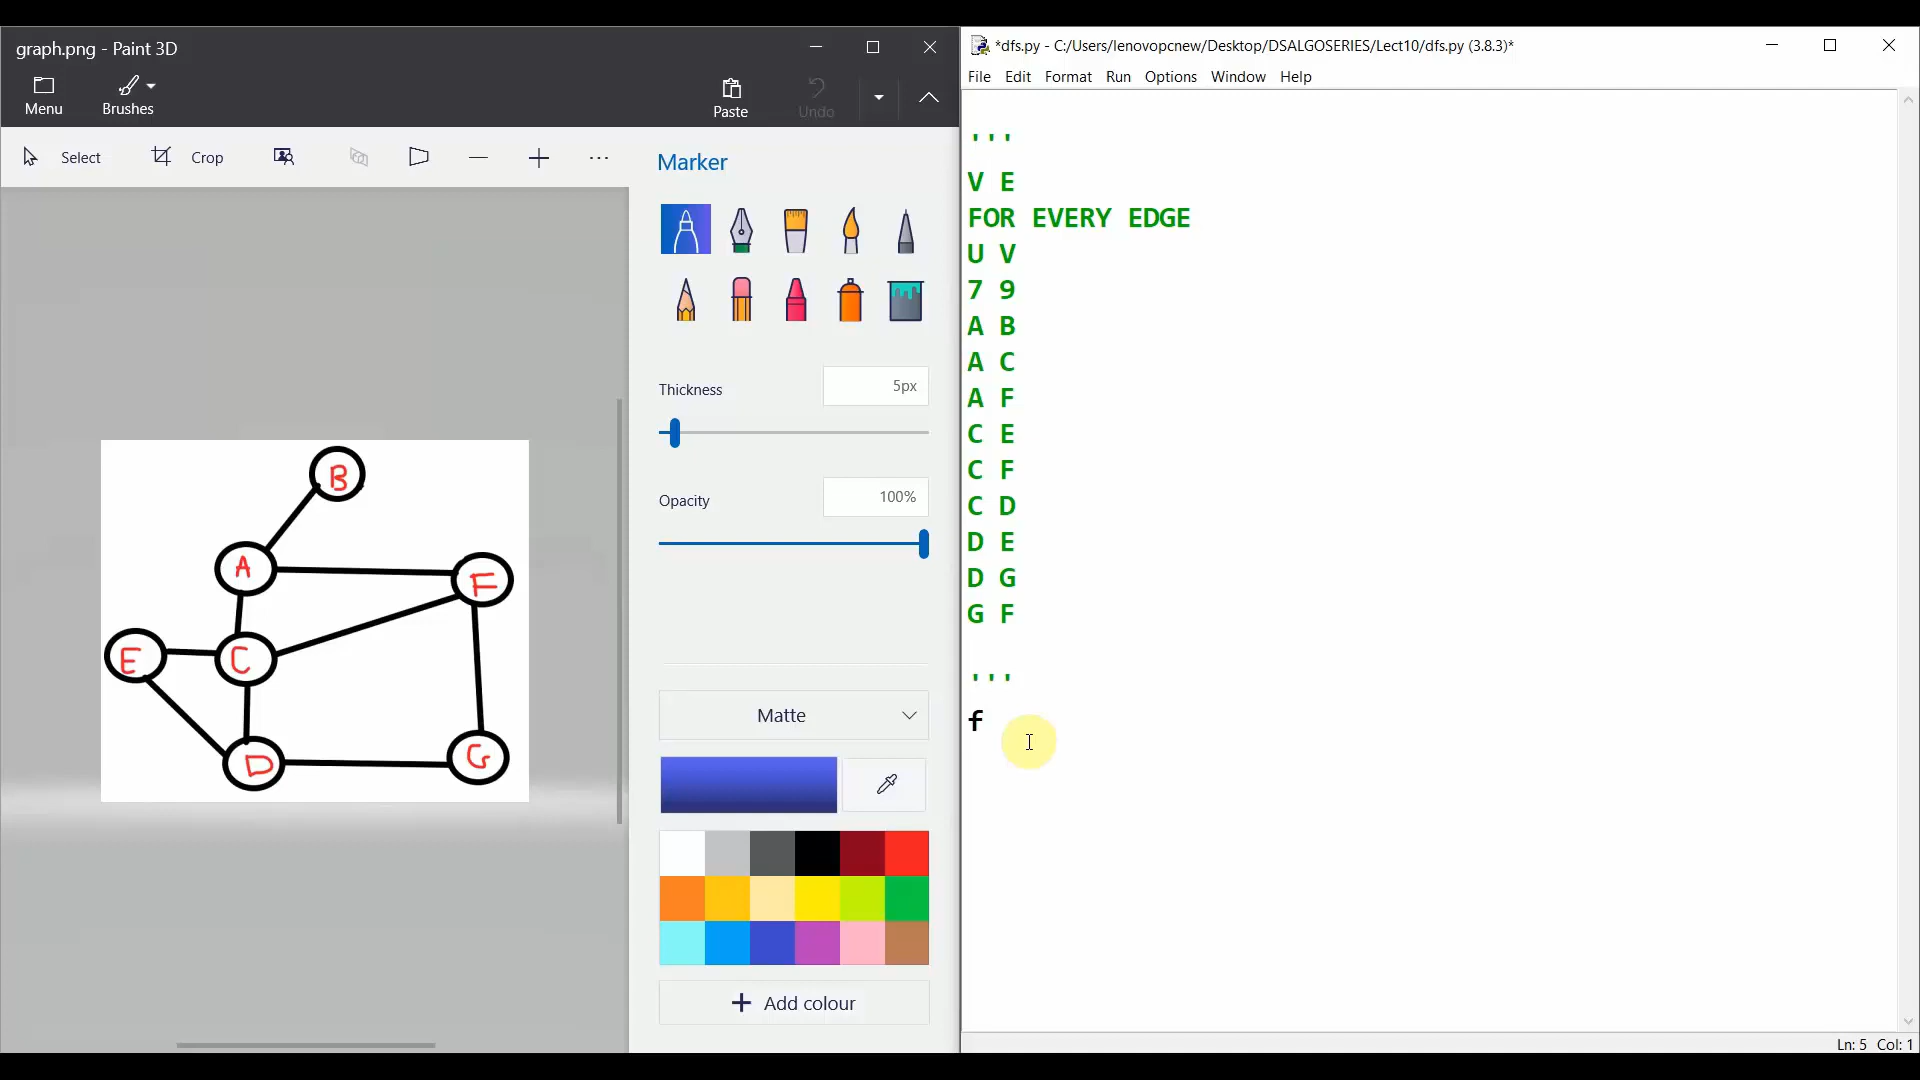 graph.png - Paint 3D
Menu
Brushes
Paste
Undo
Select
Crop
Marker
Thickness
5px
Opacity
100%
Matte
Add colour
B
A
F
E
C
D
G
*dfs.py - C:/Users/lenovopcnew/Desktop/DSALGOSERIES/Lect10/dfs.py (3.8.3)*
File Edit Format Run Options Window Help
'''
V E
FOR EVERY EDGE
U V
7 9
A B
A C
A F
C E
C F
C D
D E
D G
G F
'''
f
Ln: 5 Col: 1